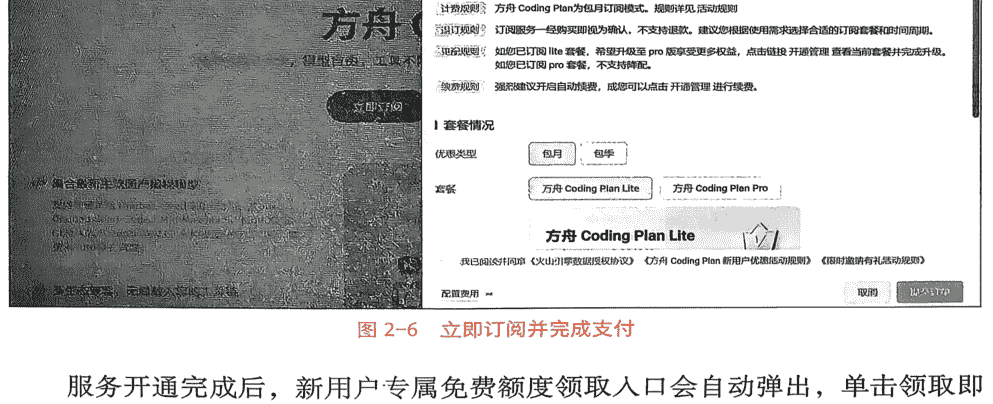 方舟 C
立即订阅
计费规则 方舟 Coding Plan为包月订阅模式。规则详见 活动规则
退订规则 订阅服务一经购买即视为确认，不支持退款。建议您根据使用需求选择合适的订阅套餐和时间周期。
如您已订阅 lite 套餐，希望升级至 pro 版享受更多权益，点击链接 开通管理 查看当前套餐并完成升级。
如您已订阅 pro 套餐，不支持降配。
续费规则 强烈建议开启自动续费，或您可以点击 开通管理 进行续费。
套餐情况
优惠类型 包月 包季
套餐 方舟 Coding Plan Lite 方舟 Coding Plan Pro
方舟 Coding Plan Lite
我已阅读并同意《火山引擎数据授权协议》《方舟 Coding Plan 新用户优惠活动规则》《限时邀请有礼活动规则》
配置费用
取消
图 2-6 立即订阅并完成支付
服务开通完成后，新用户专属免费额度领取入口会自动弹出，单击领取即